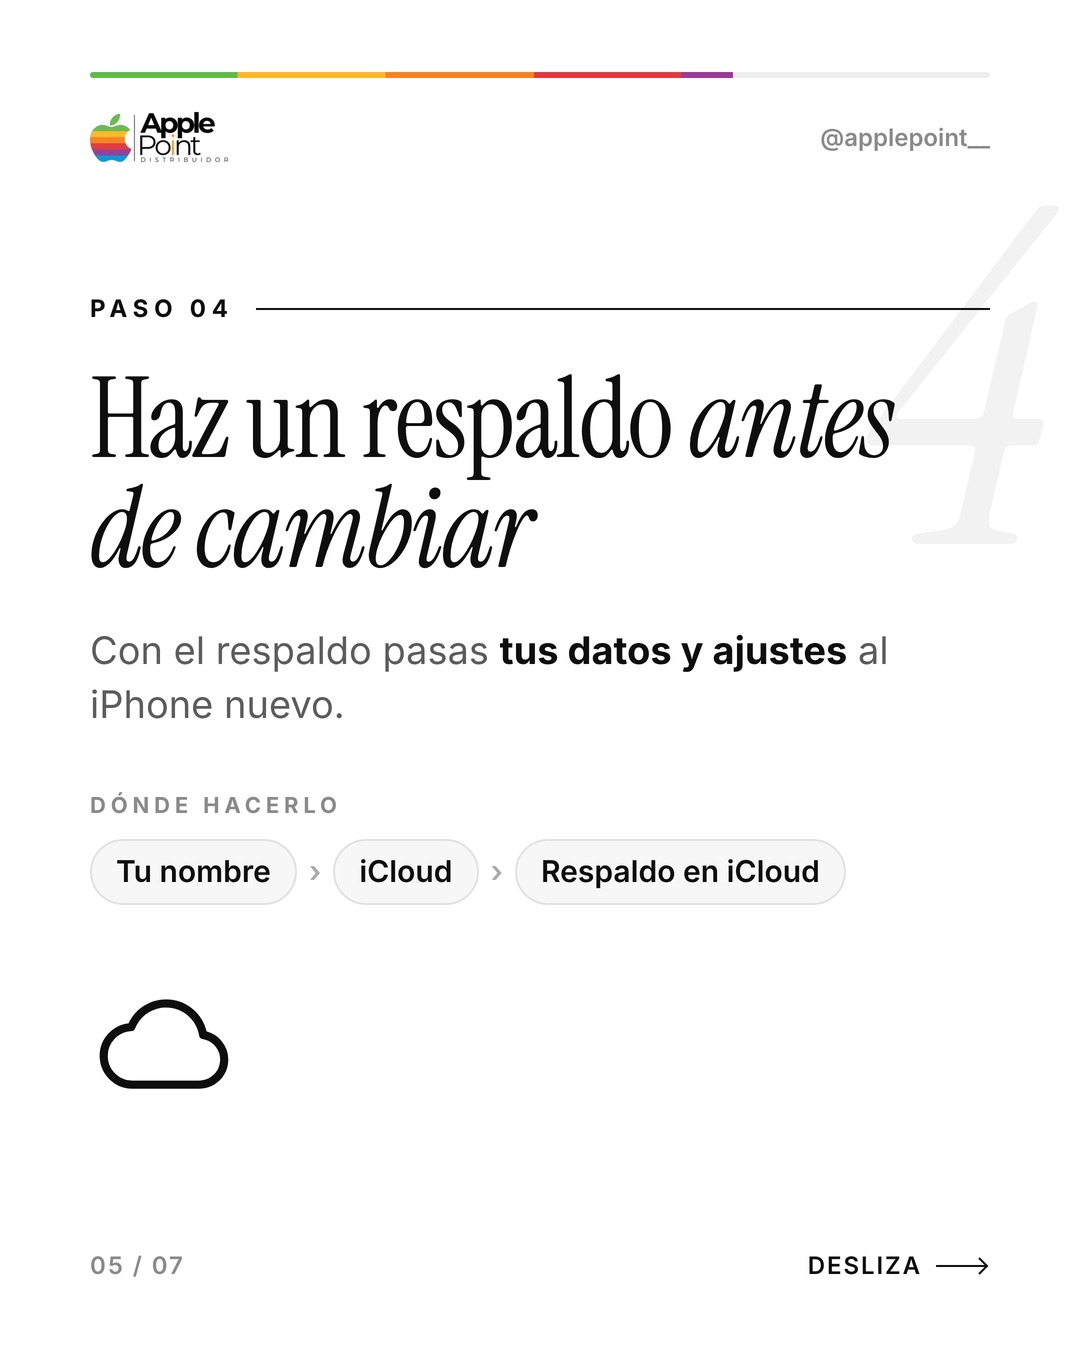 Apple
Point
DISTRIBUIDOR
@applepoint__
4
PASO 04
Haz un respaldo antes
de cambiar
Con el respaldo pasas tus datos y ajustes al
iPhone nuevo.
DÓNDE HACERLO
Tu nombre › iCloud › Respaldo en iCloud
05 / 07
DESLIZA →